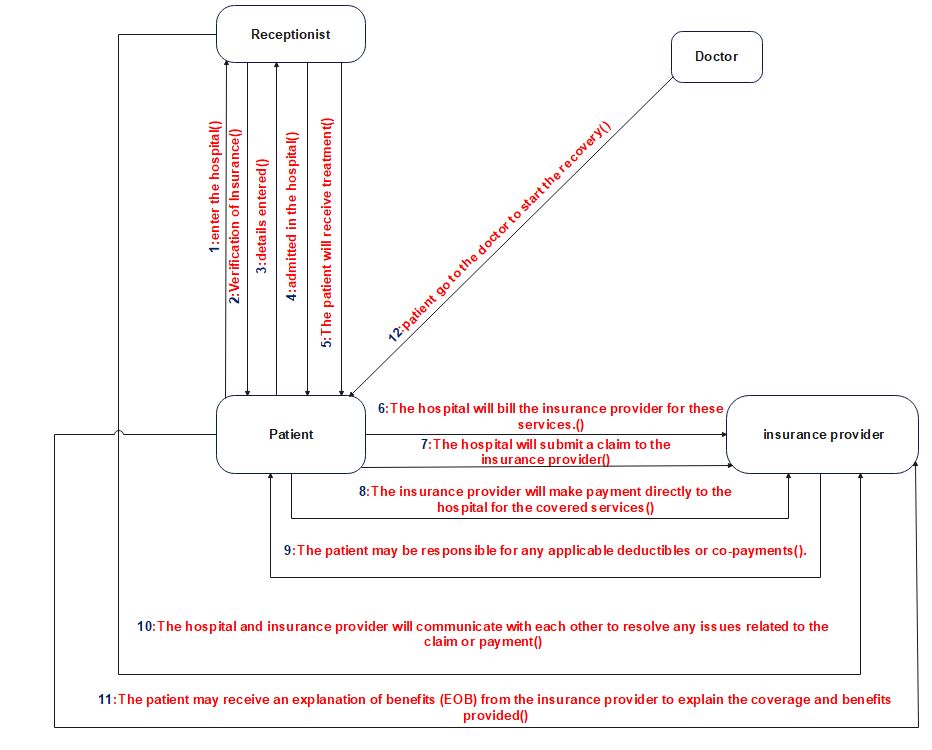 Receptionist
Doctor
1:enter the hospital()
2:Verification of Insurance()
3:details entered()
4:admitted in the hospital()
5:The patient will receive treatment()
12:patient go to the doctor to start the recovery()
Patient
insurance provider
6:The hospital will bill the insurance provider for these
services.()
7:The hospital will submit a claim to the
insurance provider()
8:The insurance provider will make payment directly to the
hospital for the covered services()
9:The patient may be responsible for any applicable deductibles or co-payments().
10:The hospital and insurance provider will communicate with each other to resolve any issues related to the
claim or payment()
11:The patient may receive an explanation of benefits (EOB) from the insurance provider to explain the coverage and benefits
provided()